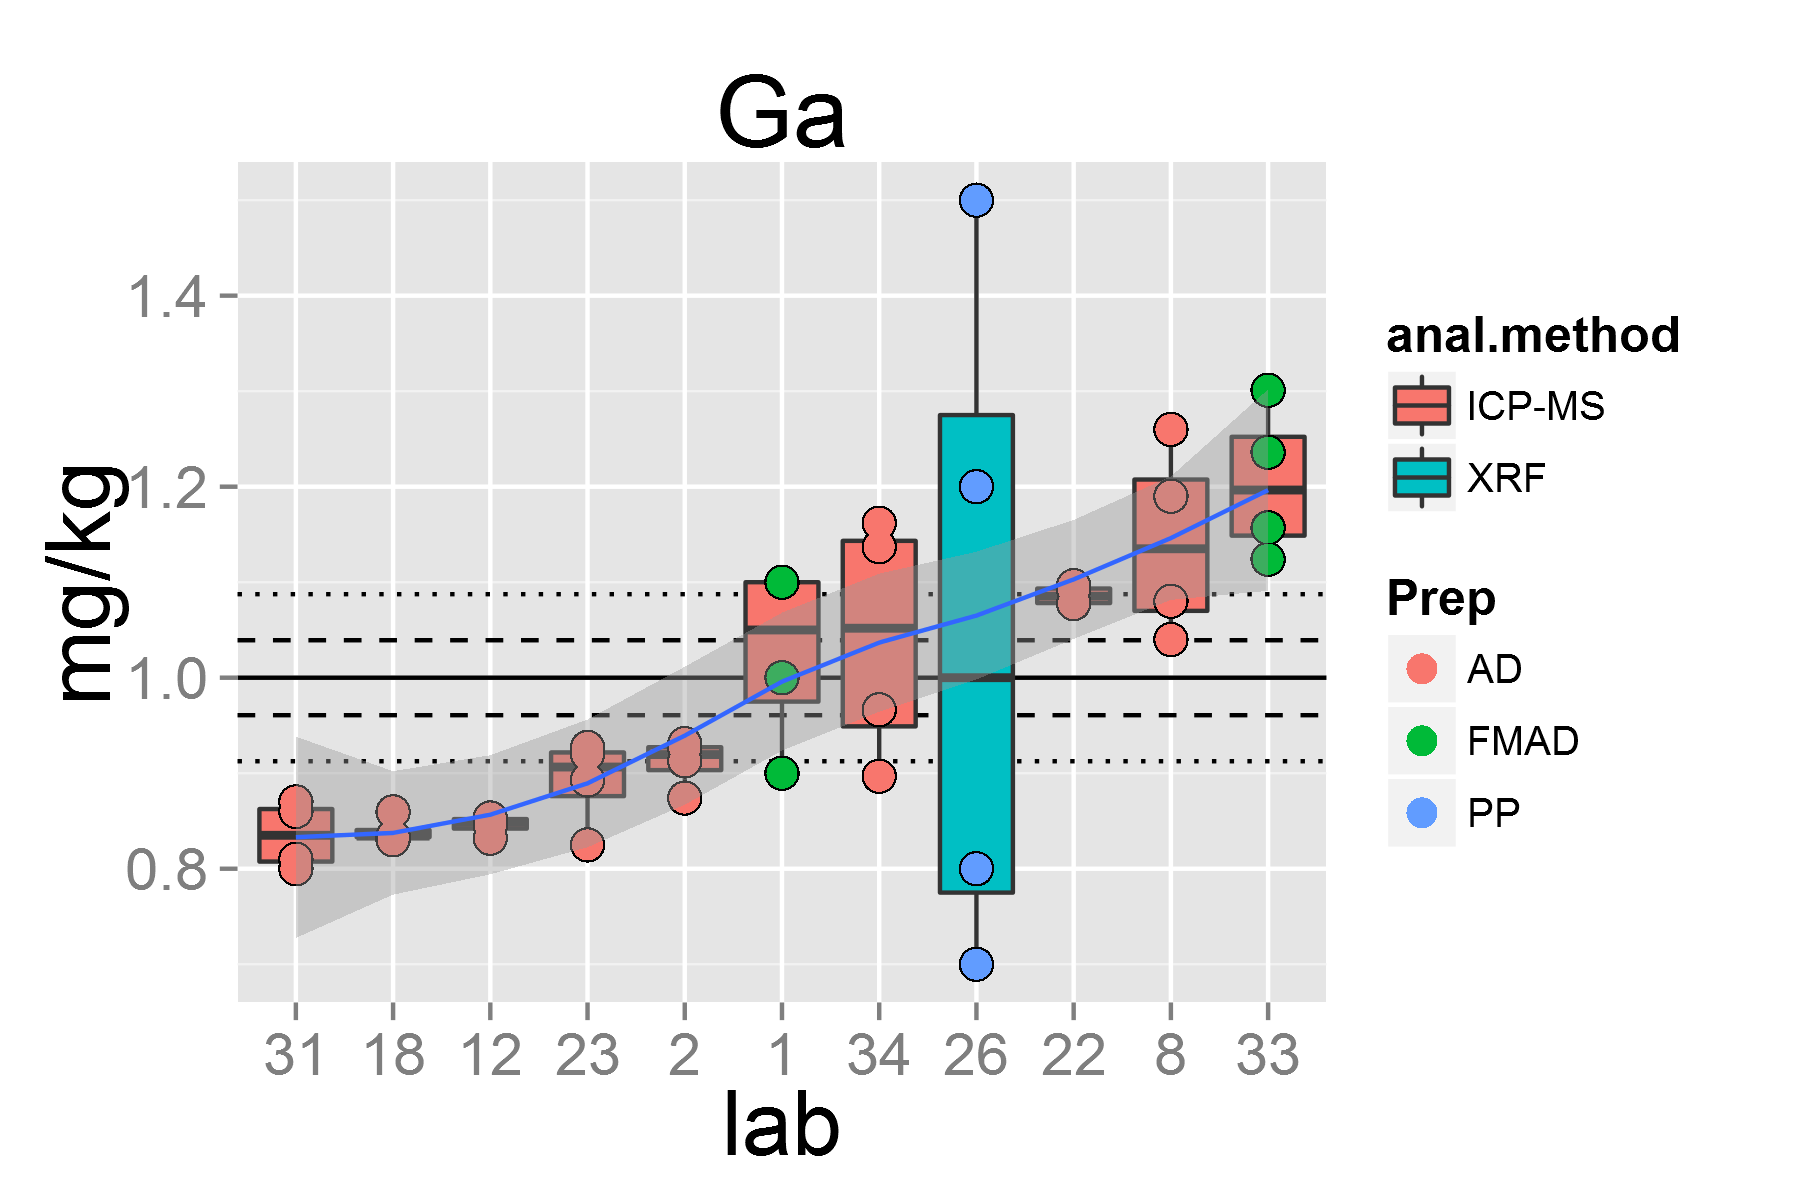 Ga
mg/kg
1.4
1.2
1.0
0.8
31 18 12 23 2 1 34 26 22 8 33
lab
anal.method
ICP-MS
XRF
Prep
AD
FMAD
PP